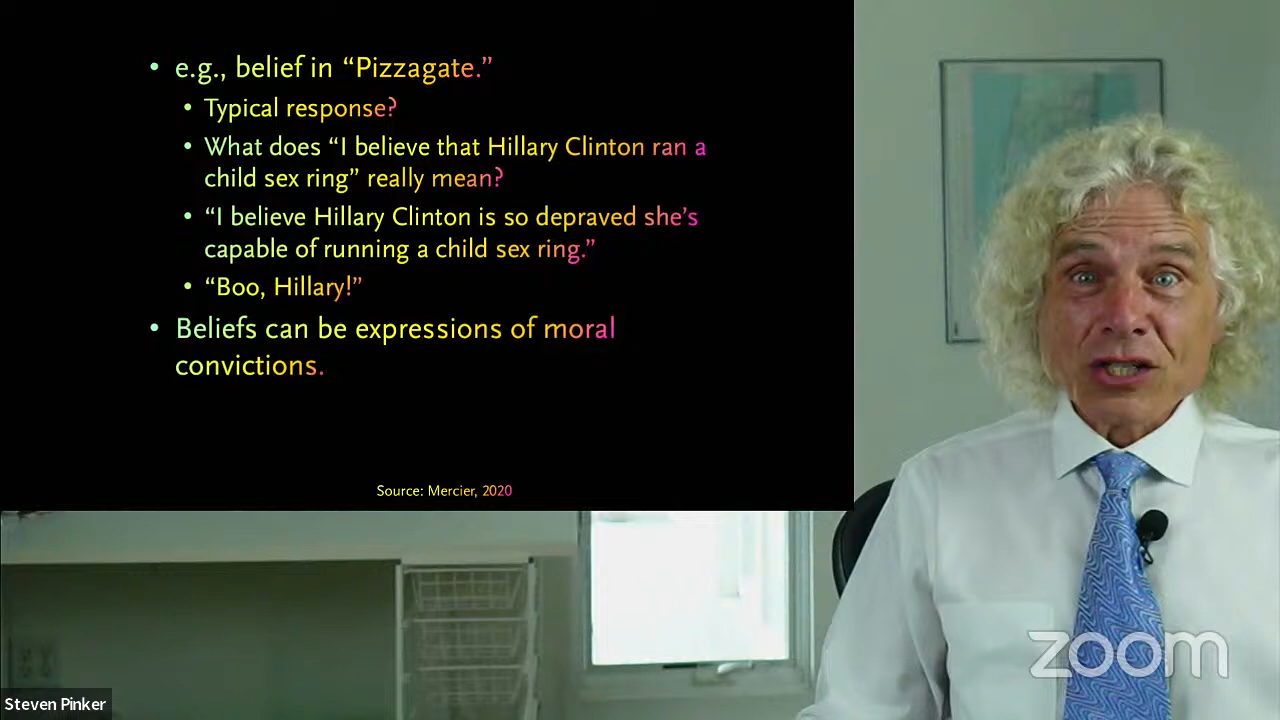 • e.g., belief in “Pizzagate.”
• Typical response?
• What does “I believe that Hillary Clinton ran a
child sex ring” really mean?
• “I believe Hillary Clinton is so depraved she’s
capable of running a child sex ring.”
• “Boo, Hillary!”
• Beliefs can be expressions of moral
convictions.
Source: Mercier, 2020
zoom
Steven Pinker